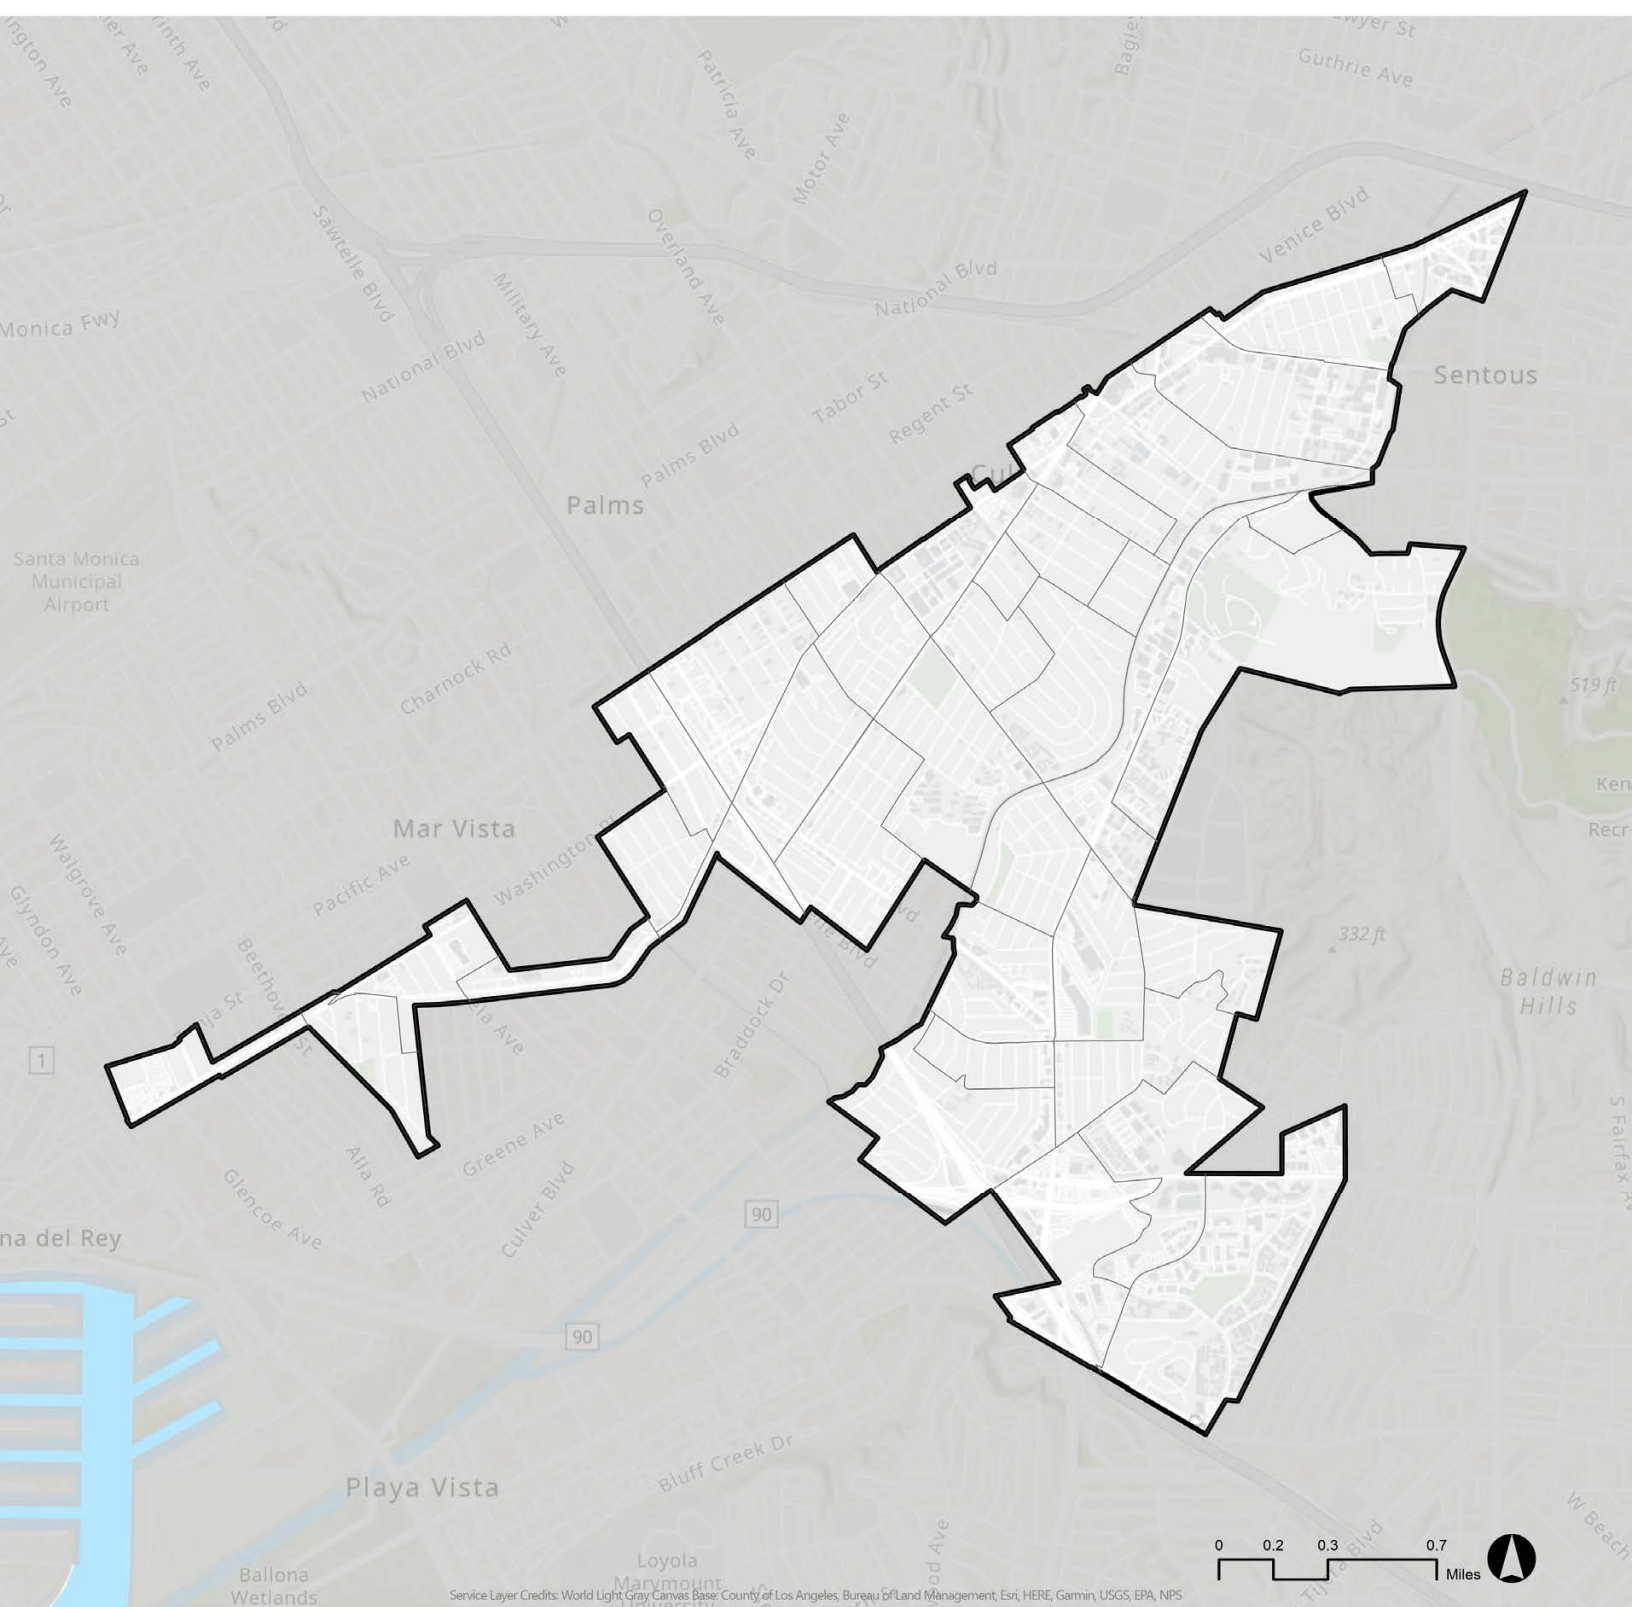 Guthrie Ave
Patricia Ave
Motor Ave
Venice Blvd
Sawtelle Blvd
Overland Ave
National Blvd
Military Ave
Monica Fwy
National Blvd
Sentous
Tabor St
Regent St
Palms Blvd
Palms
Santa Monica
Municipal
Airport
Charnock Rd
519 ft
Palms Blvd
Mar Vista
Walgrove Ave
Pacific Ave
Glyndon Ave
332 ft
Baldwin
Hills
Braddock Dr
1
Greene Ave
Alla Rd
Culver Blvd
Glencoe Ave
90
na del Rey
90
Bluff Creek Dr
Playa Vista
0 0.2 0.3 0.7
Miles
Loyola
Marymount
University
Ballona
Wetlands
Service Layer Credits: World Light Gray Canvas Base: County of Los Angeles, Bureau of Land Management, Esri, HERE, Garmin, USGS, EPA, NPS